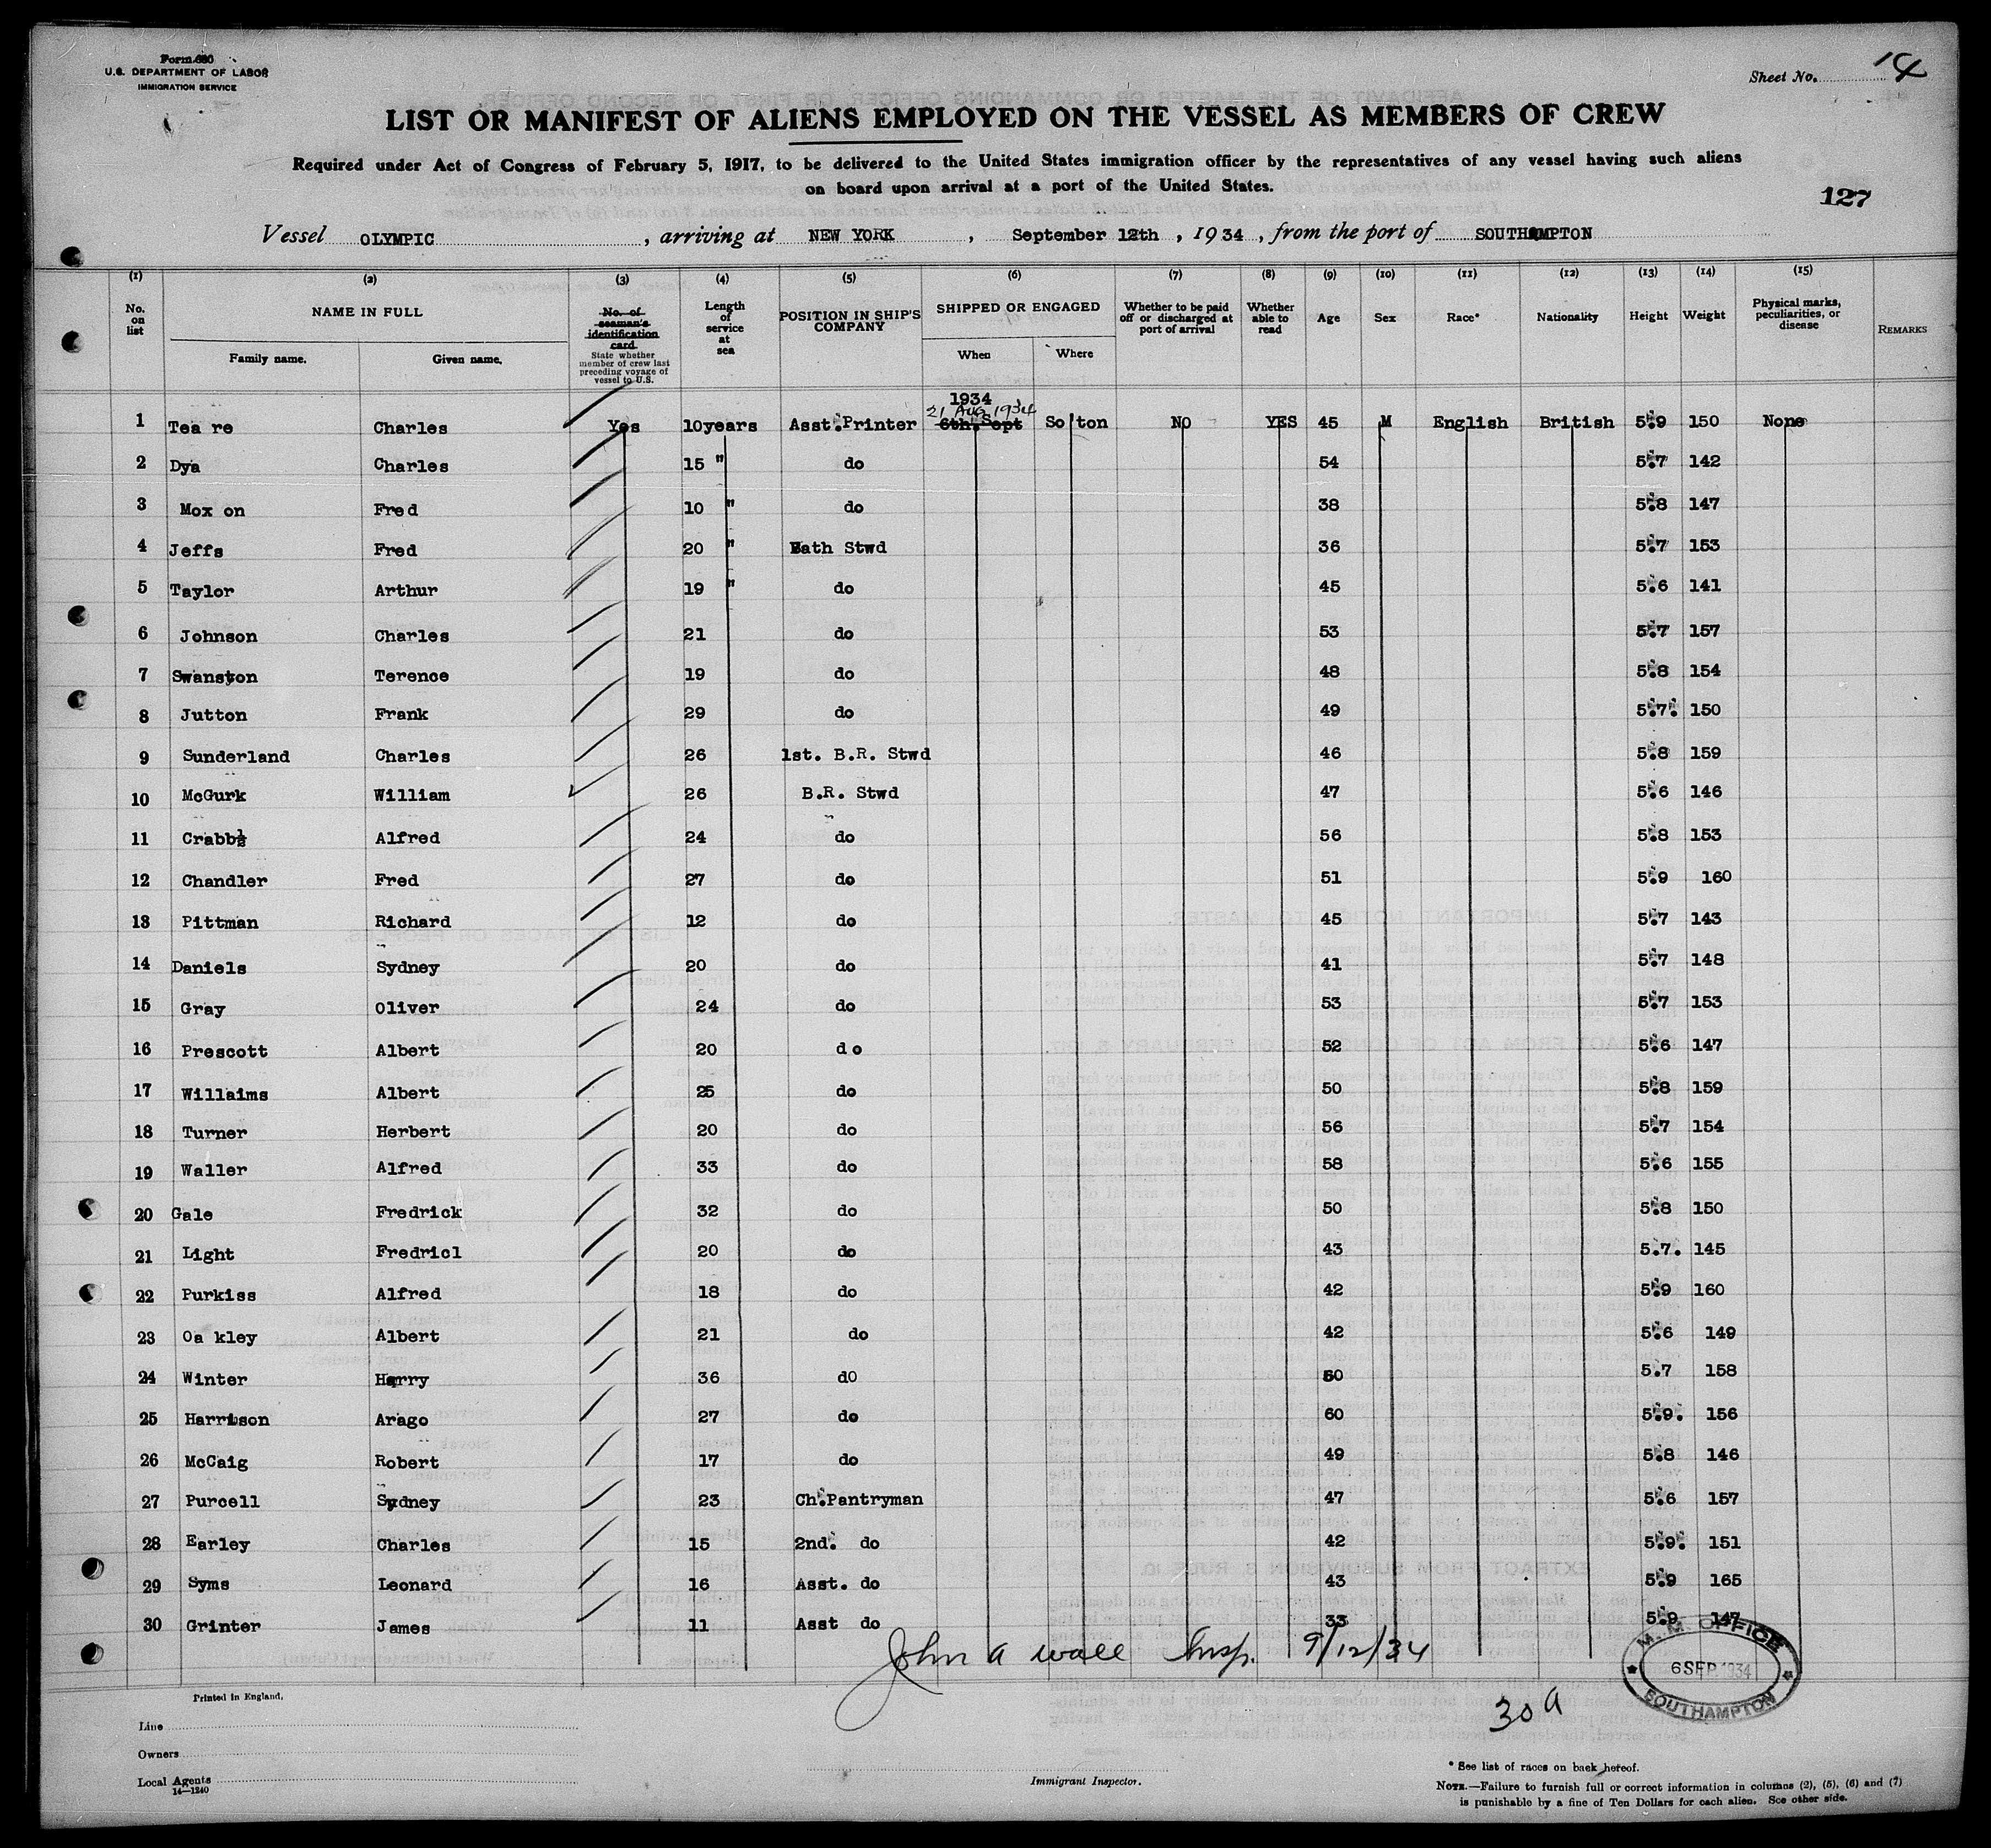 Form 680
U.S. DEPARTMENT OF LABOR
IMMIGRATION SERVICE
Sheet No. 14
LIST OR MANIFEST OF ALIENS EMPLOYED ON THE VESSEL AS MEMBERS OF CREW
Required under Act of Congress of February 5, 1917, to be delivered to the United States immigration officer by the representatives of any vessel having such aliens
on board upon arrival at a port of the United States.
127
Vessel OLYMPIC, arriving at NEW YORK, September 12th, 1934, from the port of SOUTHAMPTON
(1) (2) (3) (4) (5) (6) (7) (8) (9) (10) (11) (12) (13) (14) (15)
No. on list NAME IN FULL Family name. Given name. No. of seaman's identification card State whether member of crew last preceding voyage of vessel to U.S. Length of service at sea POSITION IN SHIP'S COMPANY SHIPPED OR ENGAGED When Where Whether to be paid off or discharged at port of arrival Whether able to read Age Sex Race* Nationality Height Weight Physical marks, peculiarities, or disease REMARKS
1934
21 Aug 1934
1 Tea re Charles Yes 10years Asst.Printer 6th.Sept So'ton NO YES 45 M English British 5.9 150 None
2 Dya Charles 15 " do 54 5.7 142
3 Mox on Fred 10 " do 38 5.8 147
4 Jeffs Fred 20 " Bath Stwd 36 5.7 153
5 Taylor Arthur 19 " do 45 5.6 141
6 Johnson Charles 21 do 53 5.7 157
7 Swanston Terence 19 do 48 5.8 154
8 Jutton Frank 29 do 49 5.7. 150
9 Sunderland Charles 26 1st. B.R. Stwd 46 5.8 159
10 McGurk William 26 B.R. Stwd 47 5.6 146
11 Crabb Alfred 24 do 56 5.8 153
12 Chandler Fred 27 do 51 5.9 160
13 Pittman Richard 12 do 45 5.7 143
14 Daniels Sydney 20 do 41 5.7 148
15 Gray Oliver 24 do 53 5.7 153
16 Prescott Albert 20 d o 52 5.6 147
17 Willaims Albert 25 do 50 5.8 159
18 Turner Herbert 20 do 56 5.7 154
19 Waller Alfred 33 do 58 5.6 155
20 Gale Fredrick 32 do 50 5.8 150
21 Light Fredricl 20 do 43 5.7. 145
22 Purkiss Alfred 18 do 42 5.9 160
23 Oa kley Albert 21 do 42 5.6 149
24 Winter Harry 36 dO 50 5.7 158
25 Harrison Arago 27 do 60 5.9. 156
26 McCaig Robert 17 do 49 5.8 146
27 Purcell Sydney 23 Ch.Pantryman 47 5.6 157
28 Earley Charles 15 2nd. do 42 5.9. 151
29 Syms Leonard 16 Asst. do 43 5.9 165
30 Grinter James 11 Asst do 33 5.9 147
John A Wall Insp. 9/12/34
M.M. OFFICE
6 SEP 1934
SOUTHAMPTON
30 a
Printed in England.
Line
Owners
Local Agents
14—1240
Immigrant Inspector.
* See list of races on back hereof.
NOTE.—Failure to furnish full or correct information in columns (2), (5), (6) and (7)
is punishable by a fine of Ten Dollars for each alien. See other side.